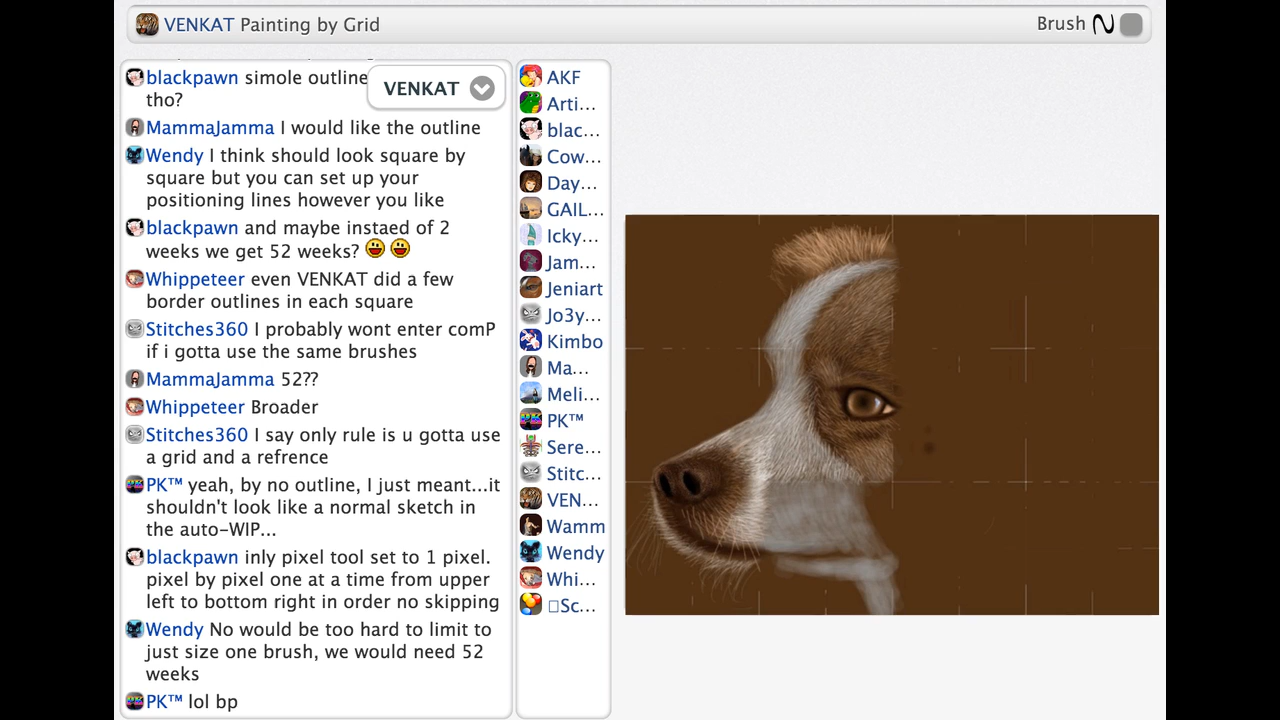 VENKAT Painting by Grid
Brush
blackpawn simole outline
tho?
VENKAT
MammaJamma I would like the outline
Wendy I think should look square by
square but you can set up your
positioning lines however you like
blackpawn and maybe instaed of 2
weeks we get 52 weeks?
Whippeteer even VENKAT did a few
border outlines in each square
Stitches360 I probably wont enter comP
if i gotta use the same brushes
MammaJamma 52??
Whippeteer Broader
Stitches360 I say only rule is u gotta use
a grid and a refrence
PK™ yeah, by no outline, I just meant...it
shouldn't look like a normal sketch in
the auto-WIP...
blackpawn inly pixel tool set to 1 pixel.
pixel by pixel one at a time from upper
left to bottom right in order no skipping
Wendy No would be too hard to limit to
just size one brush, we would need 52
weeks
PK™ lol bp
AKF
Arti...
blac...
Cow...
Day...
GAIL...
Icky...
Jam...
Jeniart
Jo3y...
Kimbo
Ma...
Meli...
PK™
Sere...
Stitc...
VEN...
Wamm
Wendy
Whi...
Sc...